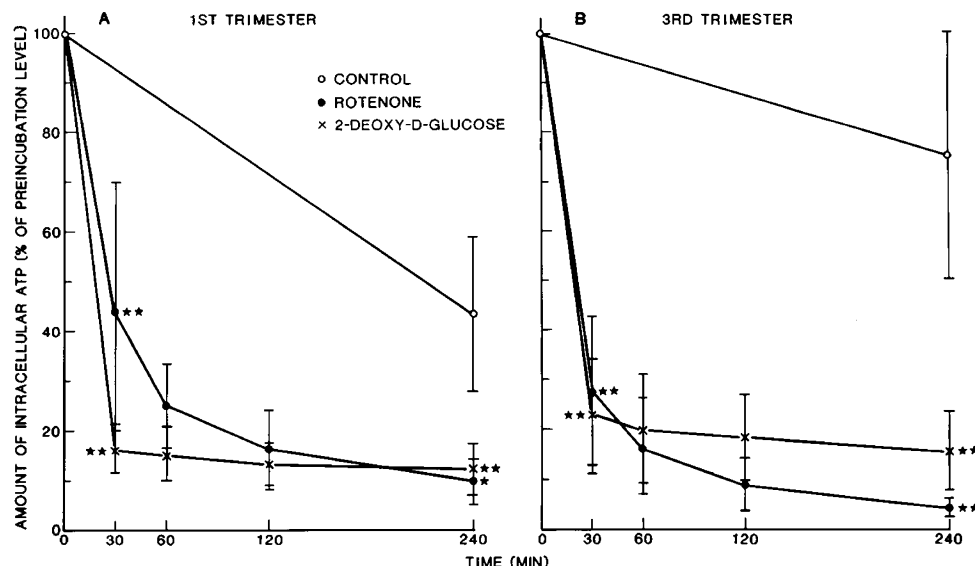 A 1ST TRIMESTER
B 3RD TRIMESTER
○ CONTROL
● ROTENONE
× 2-DEOXY-D-GLUCOSE
AMOUNT OF INTRACELLULAR ATP (% OF PREINCUBATION LEVEL)
100
80
60
40
20
0
★★
★★
★★
★
★★
★★
★★
★★
0 30 60 120 240
0 30 60 120 240
TIME (MIN)